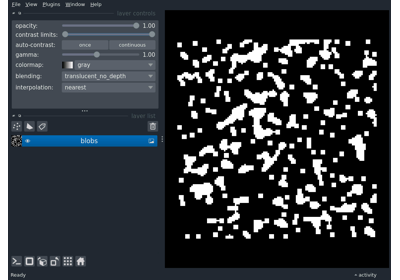 File View Plugins Window Help
layer controls
opacity: 1.00
contrast limits:
auto-contrast: once continuous
gamma: 1.00
colormap: gray
blending: translucent_no_depth
interpolation: nearest
layer list
blobs
Ready
activity